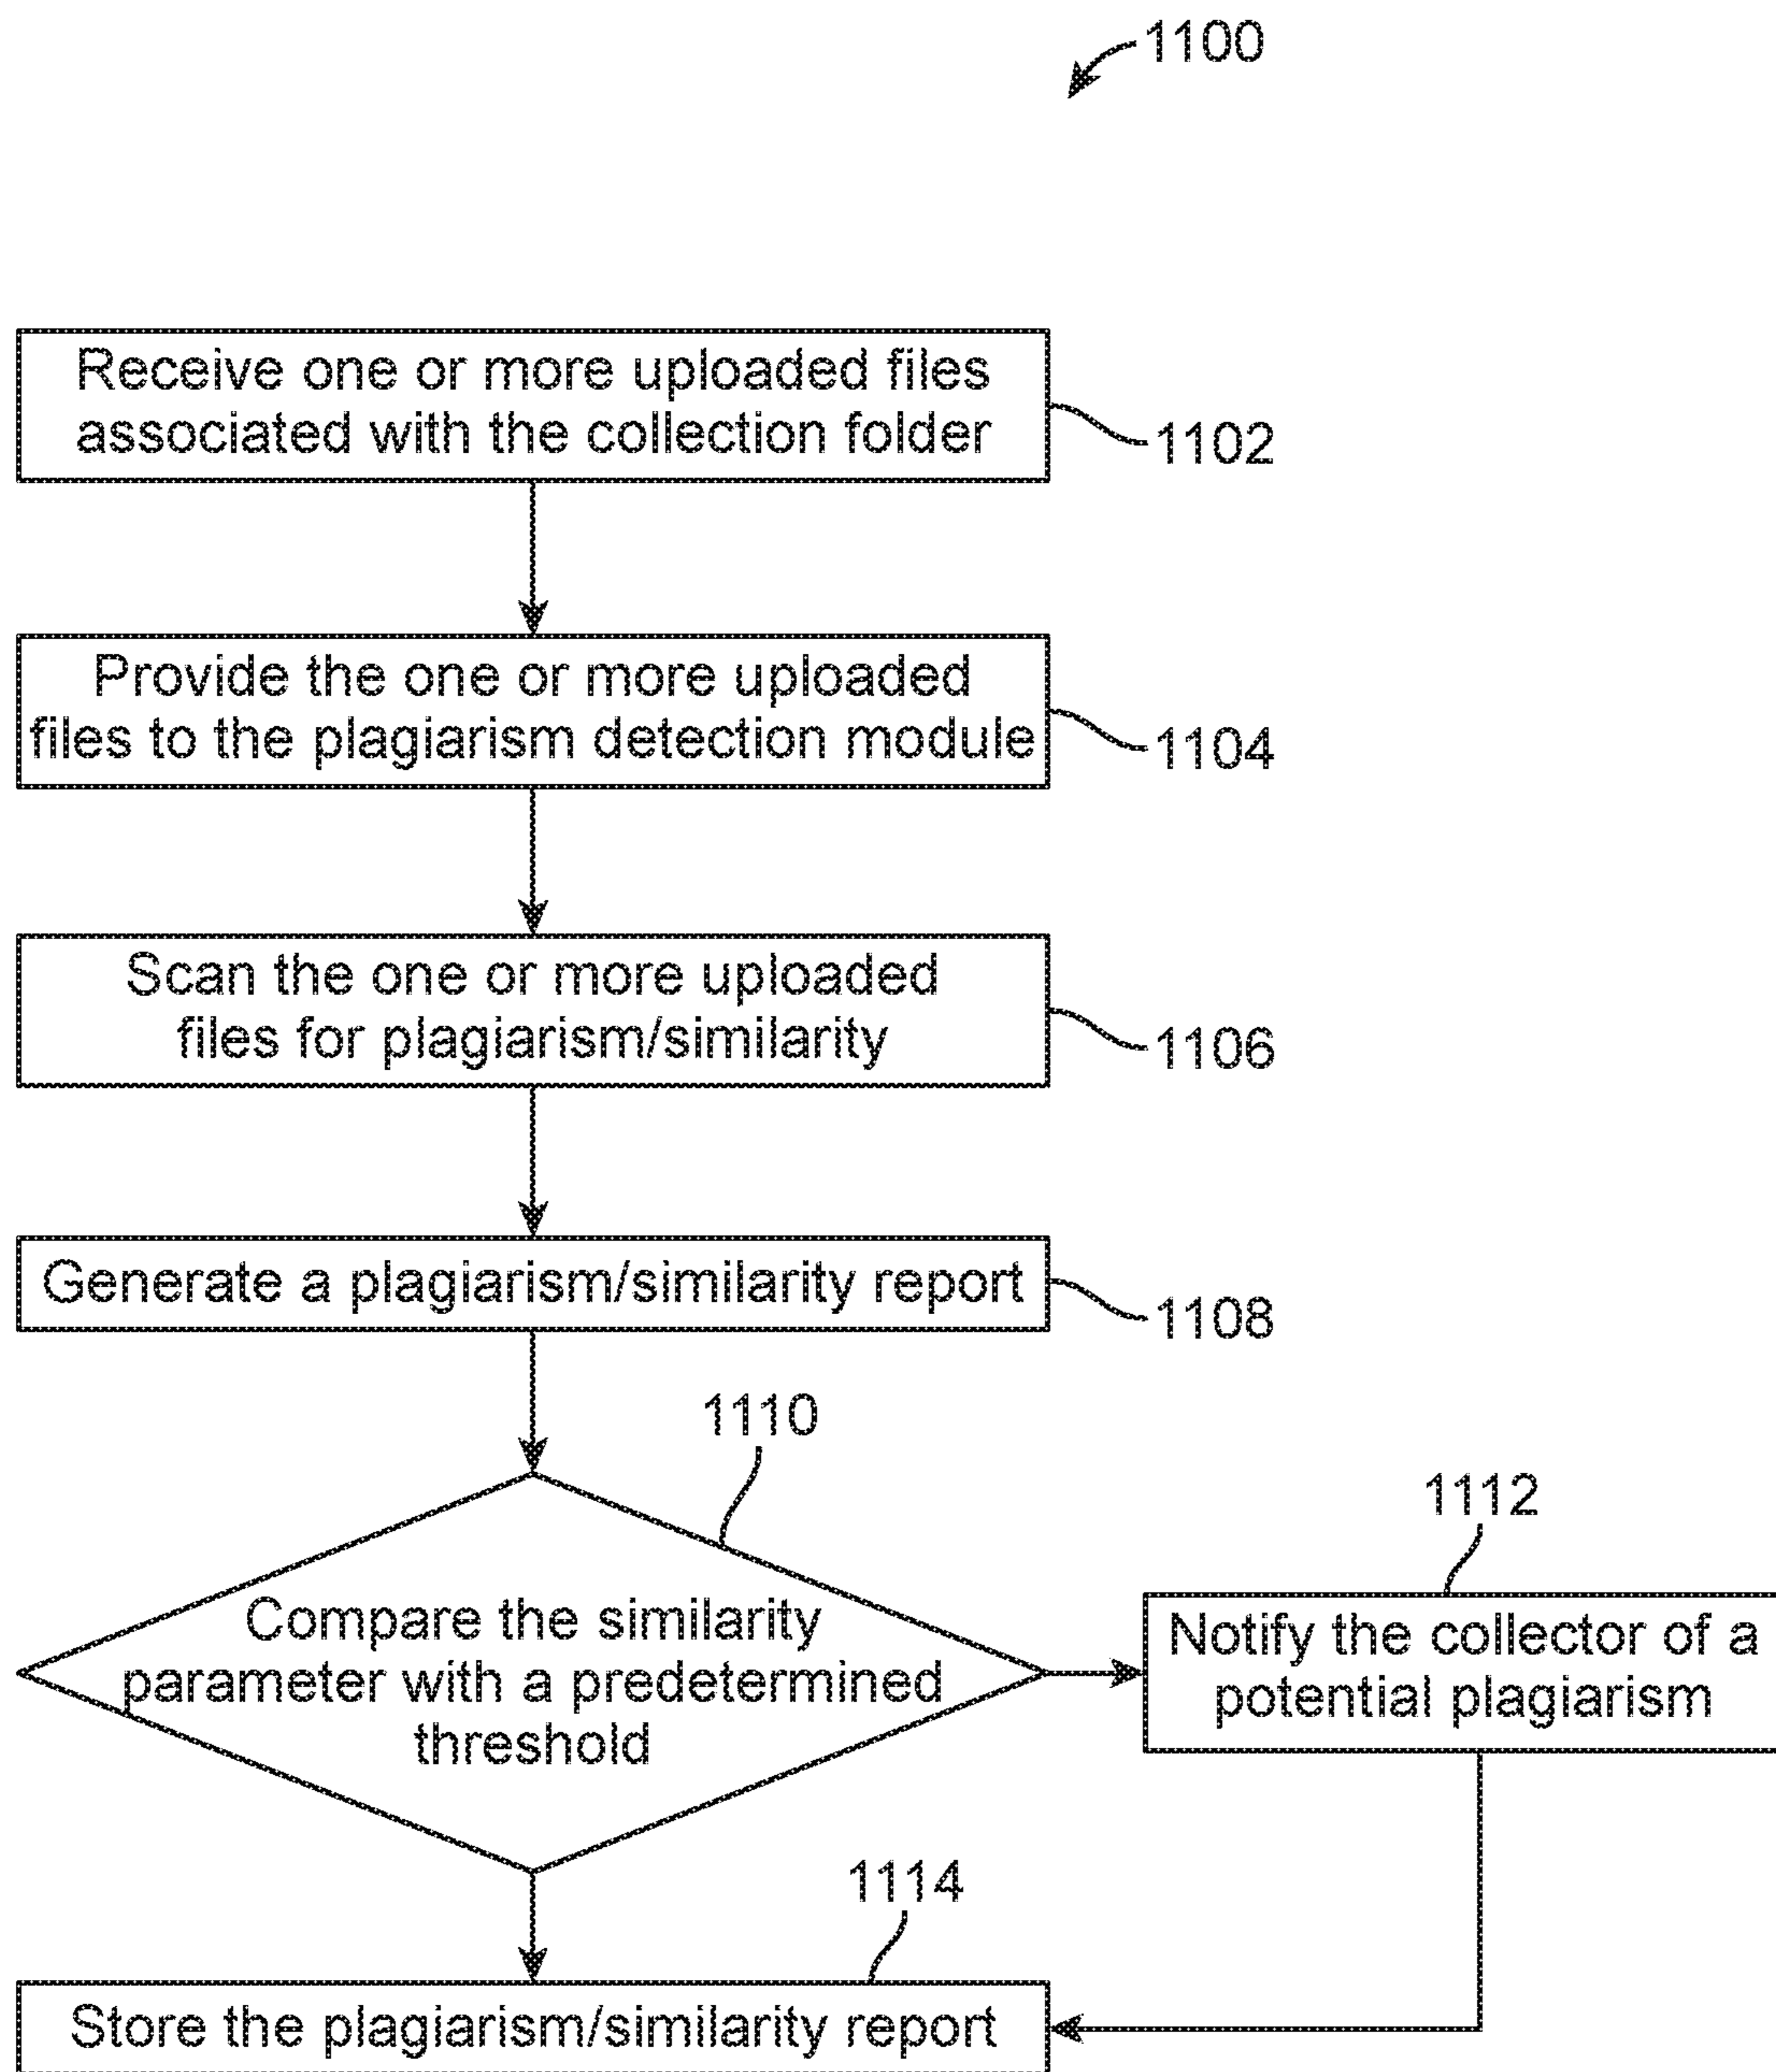 1100
Receive one or more uploaded files
associated with the collection folder
1102
Provide the one or more uploaded
files to the plagiarism detection module
1104
Scan the one or more uploaded
files for plagiarism/similarity
1106
Generate a plagiarism/similarity report
1108
1110
Compare the similarity
parameter with a predetermined
threshold
1112
Notify the collector of a
potential plagiarism
1114
Store the plagiarism/similarity report